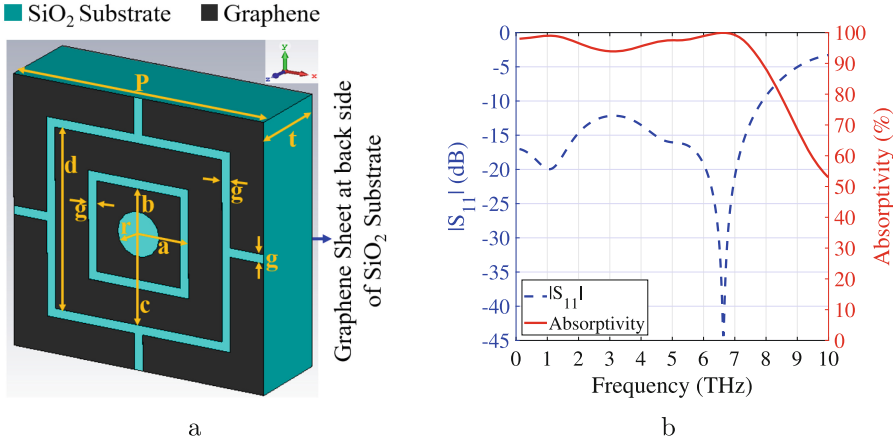 SiO2 Substrate Graphene
y
x
z
P
t
d
g
b
g
r
a
g
c
Graphene Sheet at back side
of SiO2 Substrate
a
0
-5
-10
-15
-20
-25
-30
-35
-40
-45
|S11| (dB)
|S11|
Absorptivity
0 1 2 3 4 5 6 7 8 9 10
Frequency (THz)
100
90
80
70
60
50
40
30
20
10
0
Absorptivity (%)
b